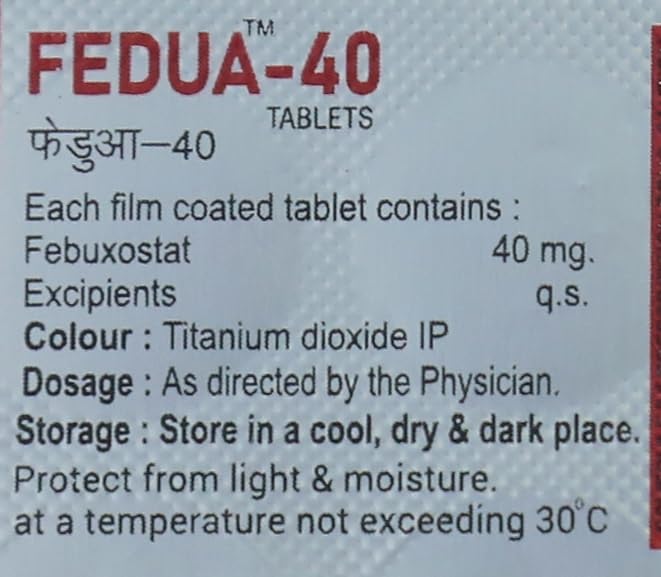 FEDUA™-40
TABLETS
फेडुआ–40
Each film coated tablet contains :
Febuxostat 40 mg.
Excipients q.s.
Colour : Titanium dioxide IP
Dosage : As directed by the Physician.
Storage : Store in a cool, dry & dark place.
Protect from light & moisture.
at a temperature not exceeding 30°C